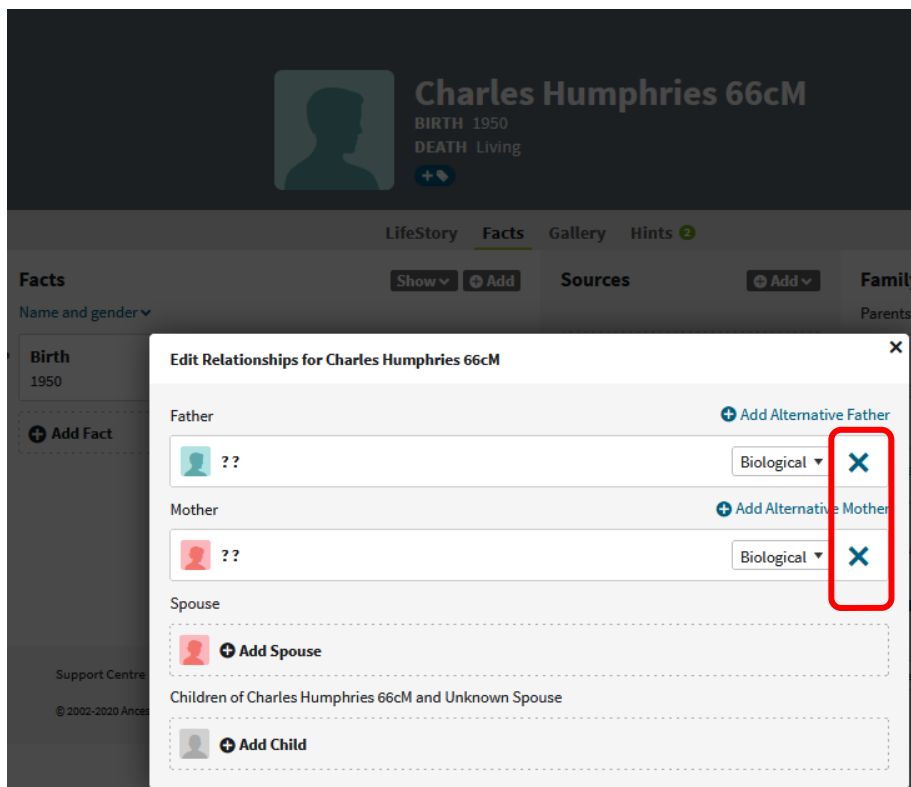 Charles Humphries 66cM
BIRTH 1950
DEATH Living
LifeStory Facts Gallery Hints 2
Facts Show Add Sources Add Famil
Name and gender Parents
Birth
1950
Add Fact
Edit Relationships for Charles Humphries 66cM
Father Add Alternative Father
? ? Biological
Mother Add Alternative Mother
? ? Biological
Spouse
Add Spouse
Children of Charles Humphries 66cM and Unknown Spouse
Add Child
Support Centre
© 2002-2020 Ances